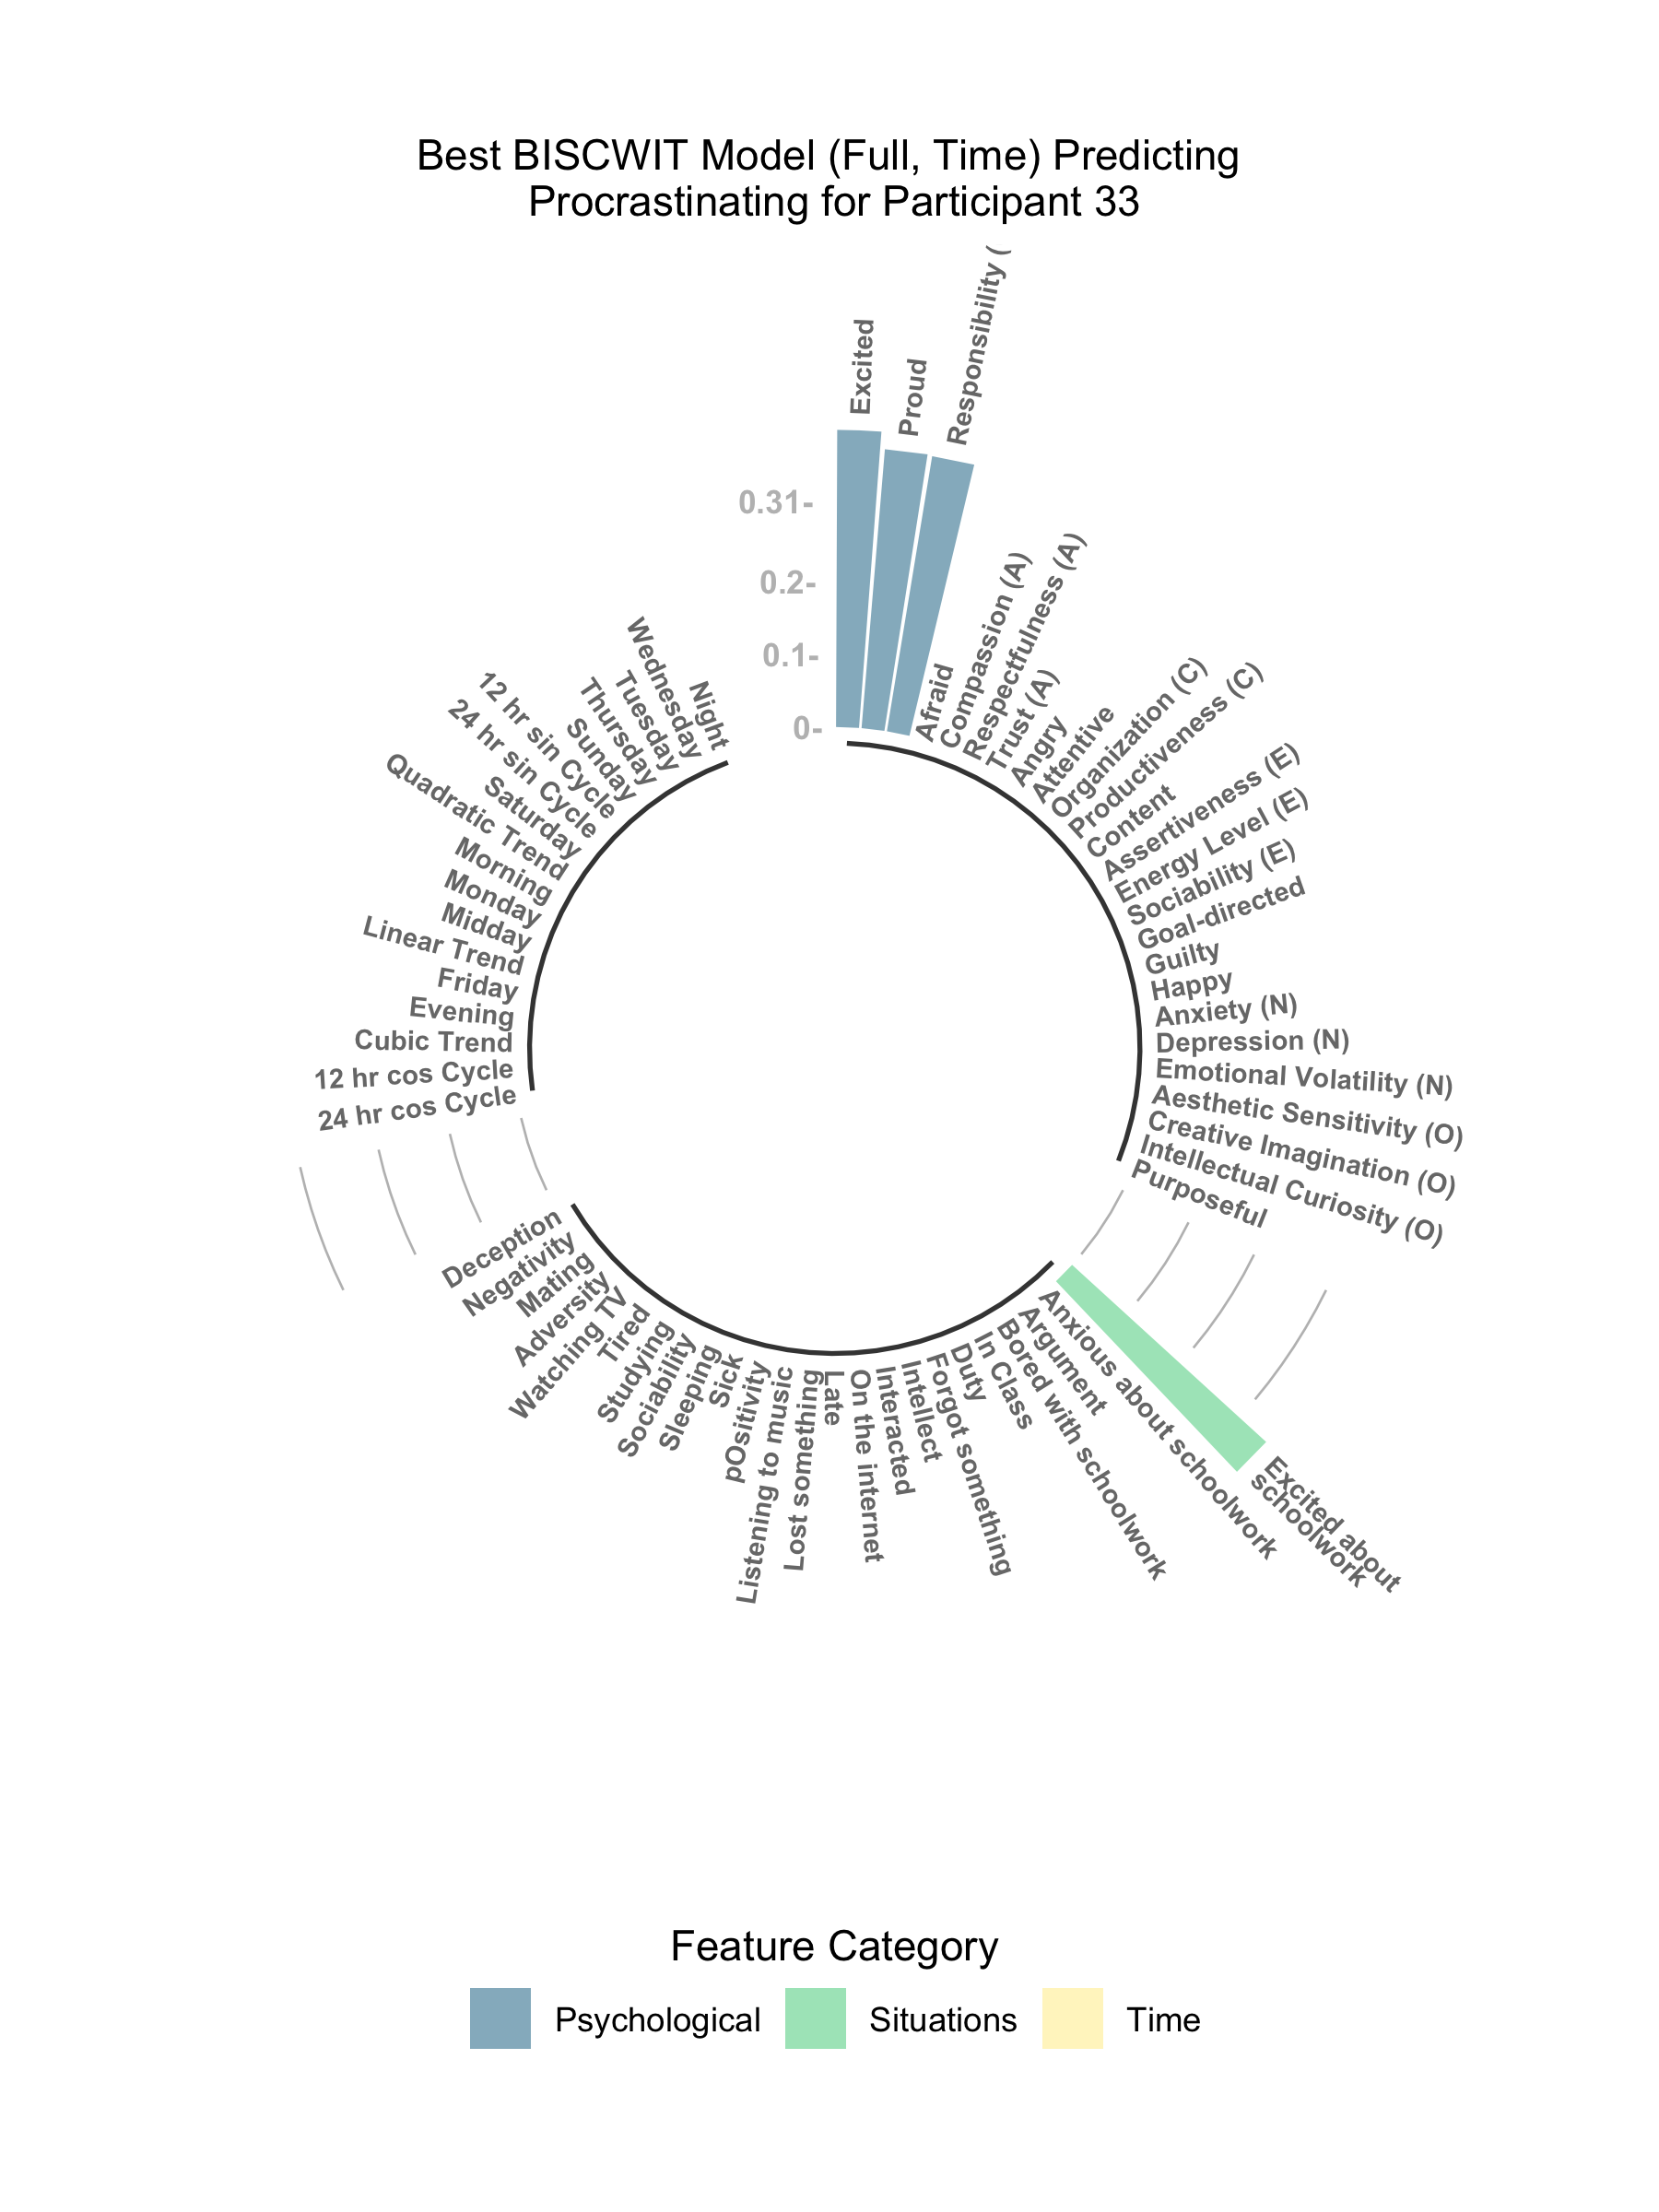 Best BISCWIT Model (Full, Time) Predicting
Procrastinating for Participant 33
0.31-
0.2-
0.1-
0-
Excited
Proud
Responsibility (
Afraid
Compassion (A)
Respectfulness (A)
Trust (A)
Angry
Attentive
Organization (C)
Productiveness (C)
Content
Assertiveness (E)
Energy Level (E)
Sociability (E)
Goal-directed
Guilty
Happy
Anxiety (N)
Depression (N)
Emotional Volatility (N)
Aesthetic Sensitivity (O)
Creative Imagination (O)
Intellectual Curiosity (O)
Purposeful
Excited about
schoolwork
Anxious about schoolwork
Argument
Bored with schoolwork
In Class
Duty
Forgot something
Intellect
Interacted
On the internet
Late
Lost something
Listening to music
pOsitivity
Sick
Sleeping
Sociability
Studying
Tired
Watching TV
Adversity
Mating
Negativity
Deception
24 hr cos Cycle
12 hr cos Cycle
Cubic Trend
Evening
Friday
Linear Trend
Midday
Monday
Morning
Quadratic Trend
Saturday
24 hr sin Cycle
12 hr sin Cycle
Sunday
Thursday
Tuesday
Wednesday
Night
Feature Category
Psychological
Situations
Time